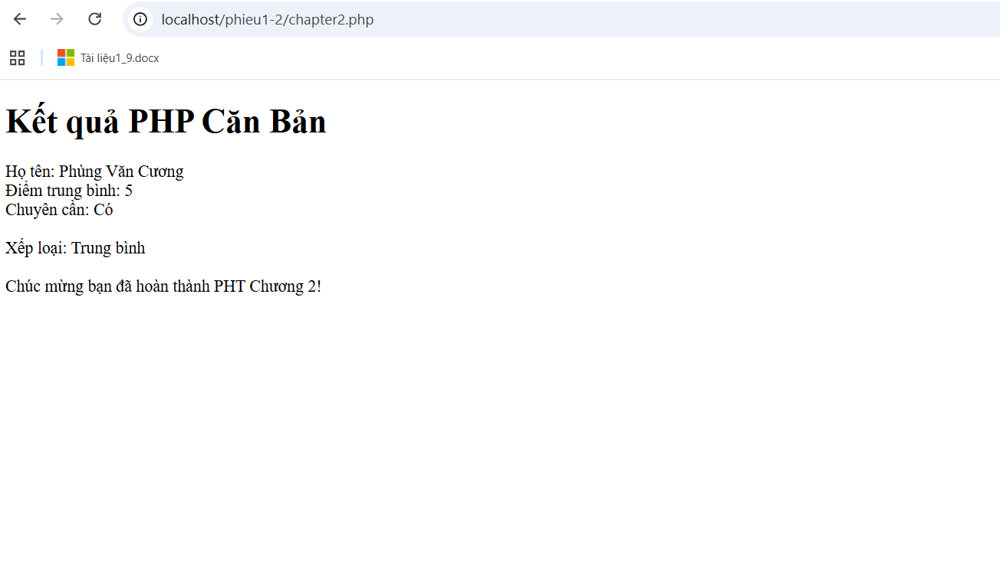 localhost/phieu1-2/chapter2.php
Tài liệu1_9.docx
Kết quả PHP Căn Bản
Họ tên: Phùng Văn Cương
Điểm trung bình: 5
Chuyên cần: Có
Xếp loại: Trung bình
Chúc mừng bạn đã hoàn thành PHT Chương 2!